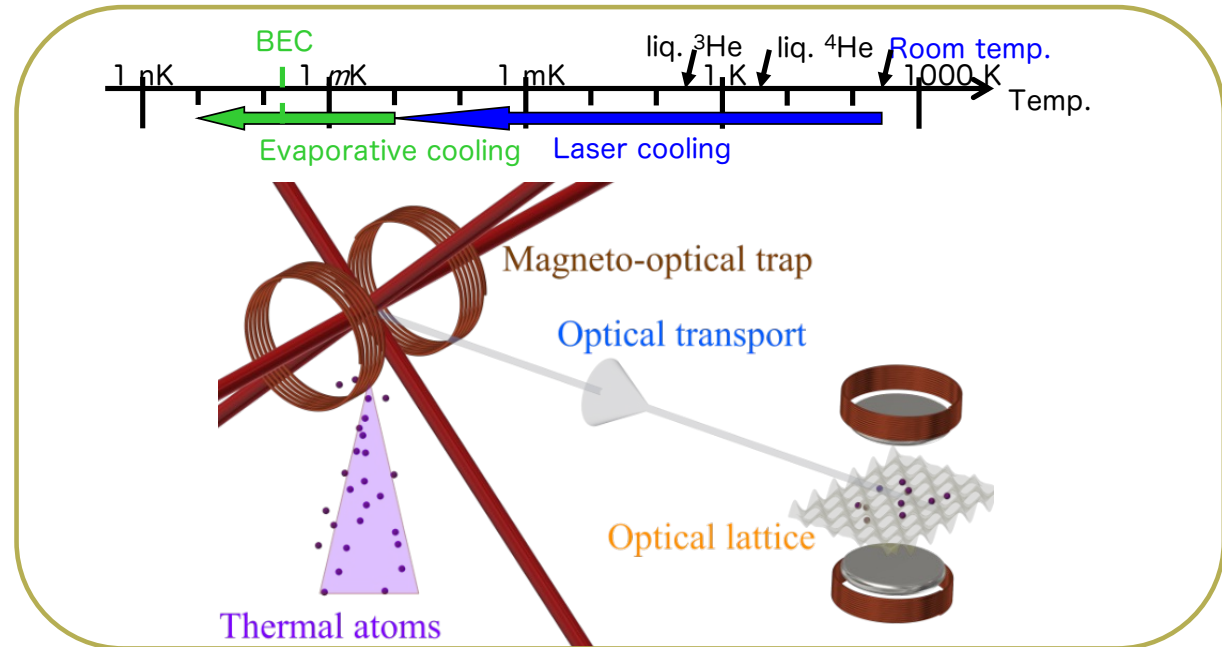 BEC
liq. ³He
liq. ⁴He
Room temp.
1 nK
1 mK
1 mK
1 K
1000 K
Temp.
Evaporative cooling
Laser cooling
Magneto-optical trap
Optical transport
Optical lattice
Thermal atoms